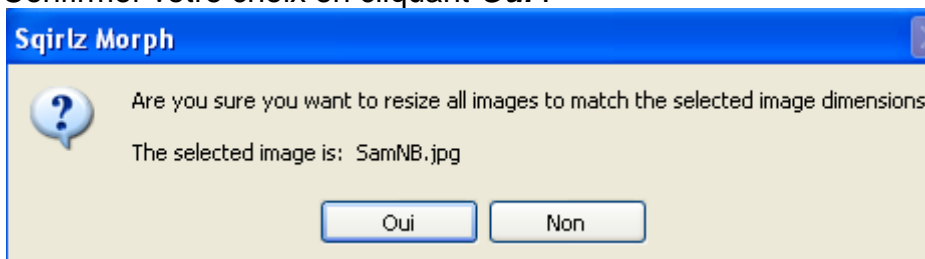 Confirmer votre choix en cliquant Oui :
Sqirlz Morph
Are you sure you want to resize all images to match the selected image dimensions
The selected image is: SamNB.jpg
Oui Non